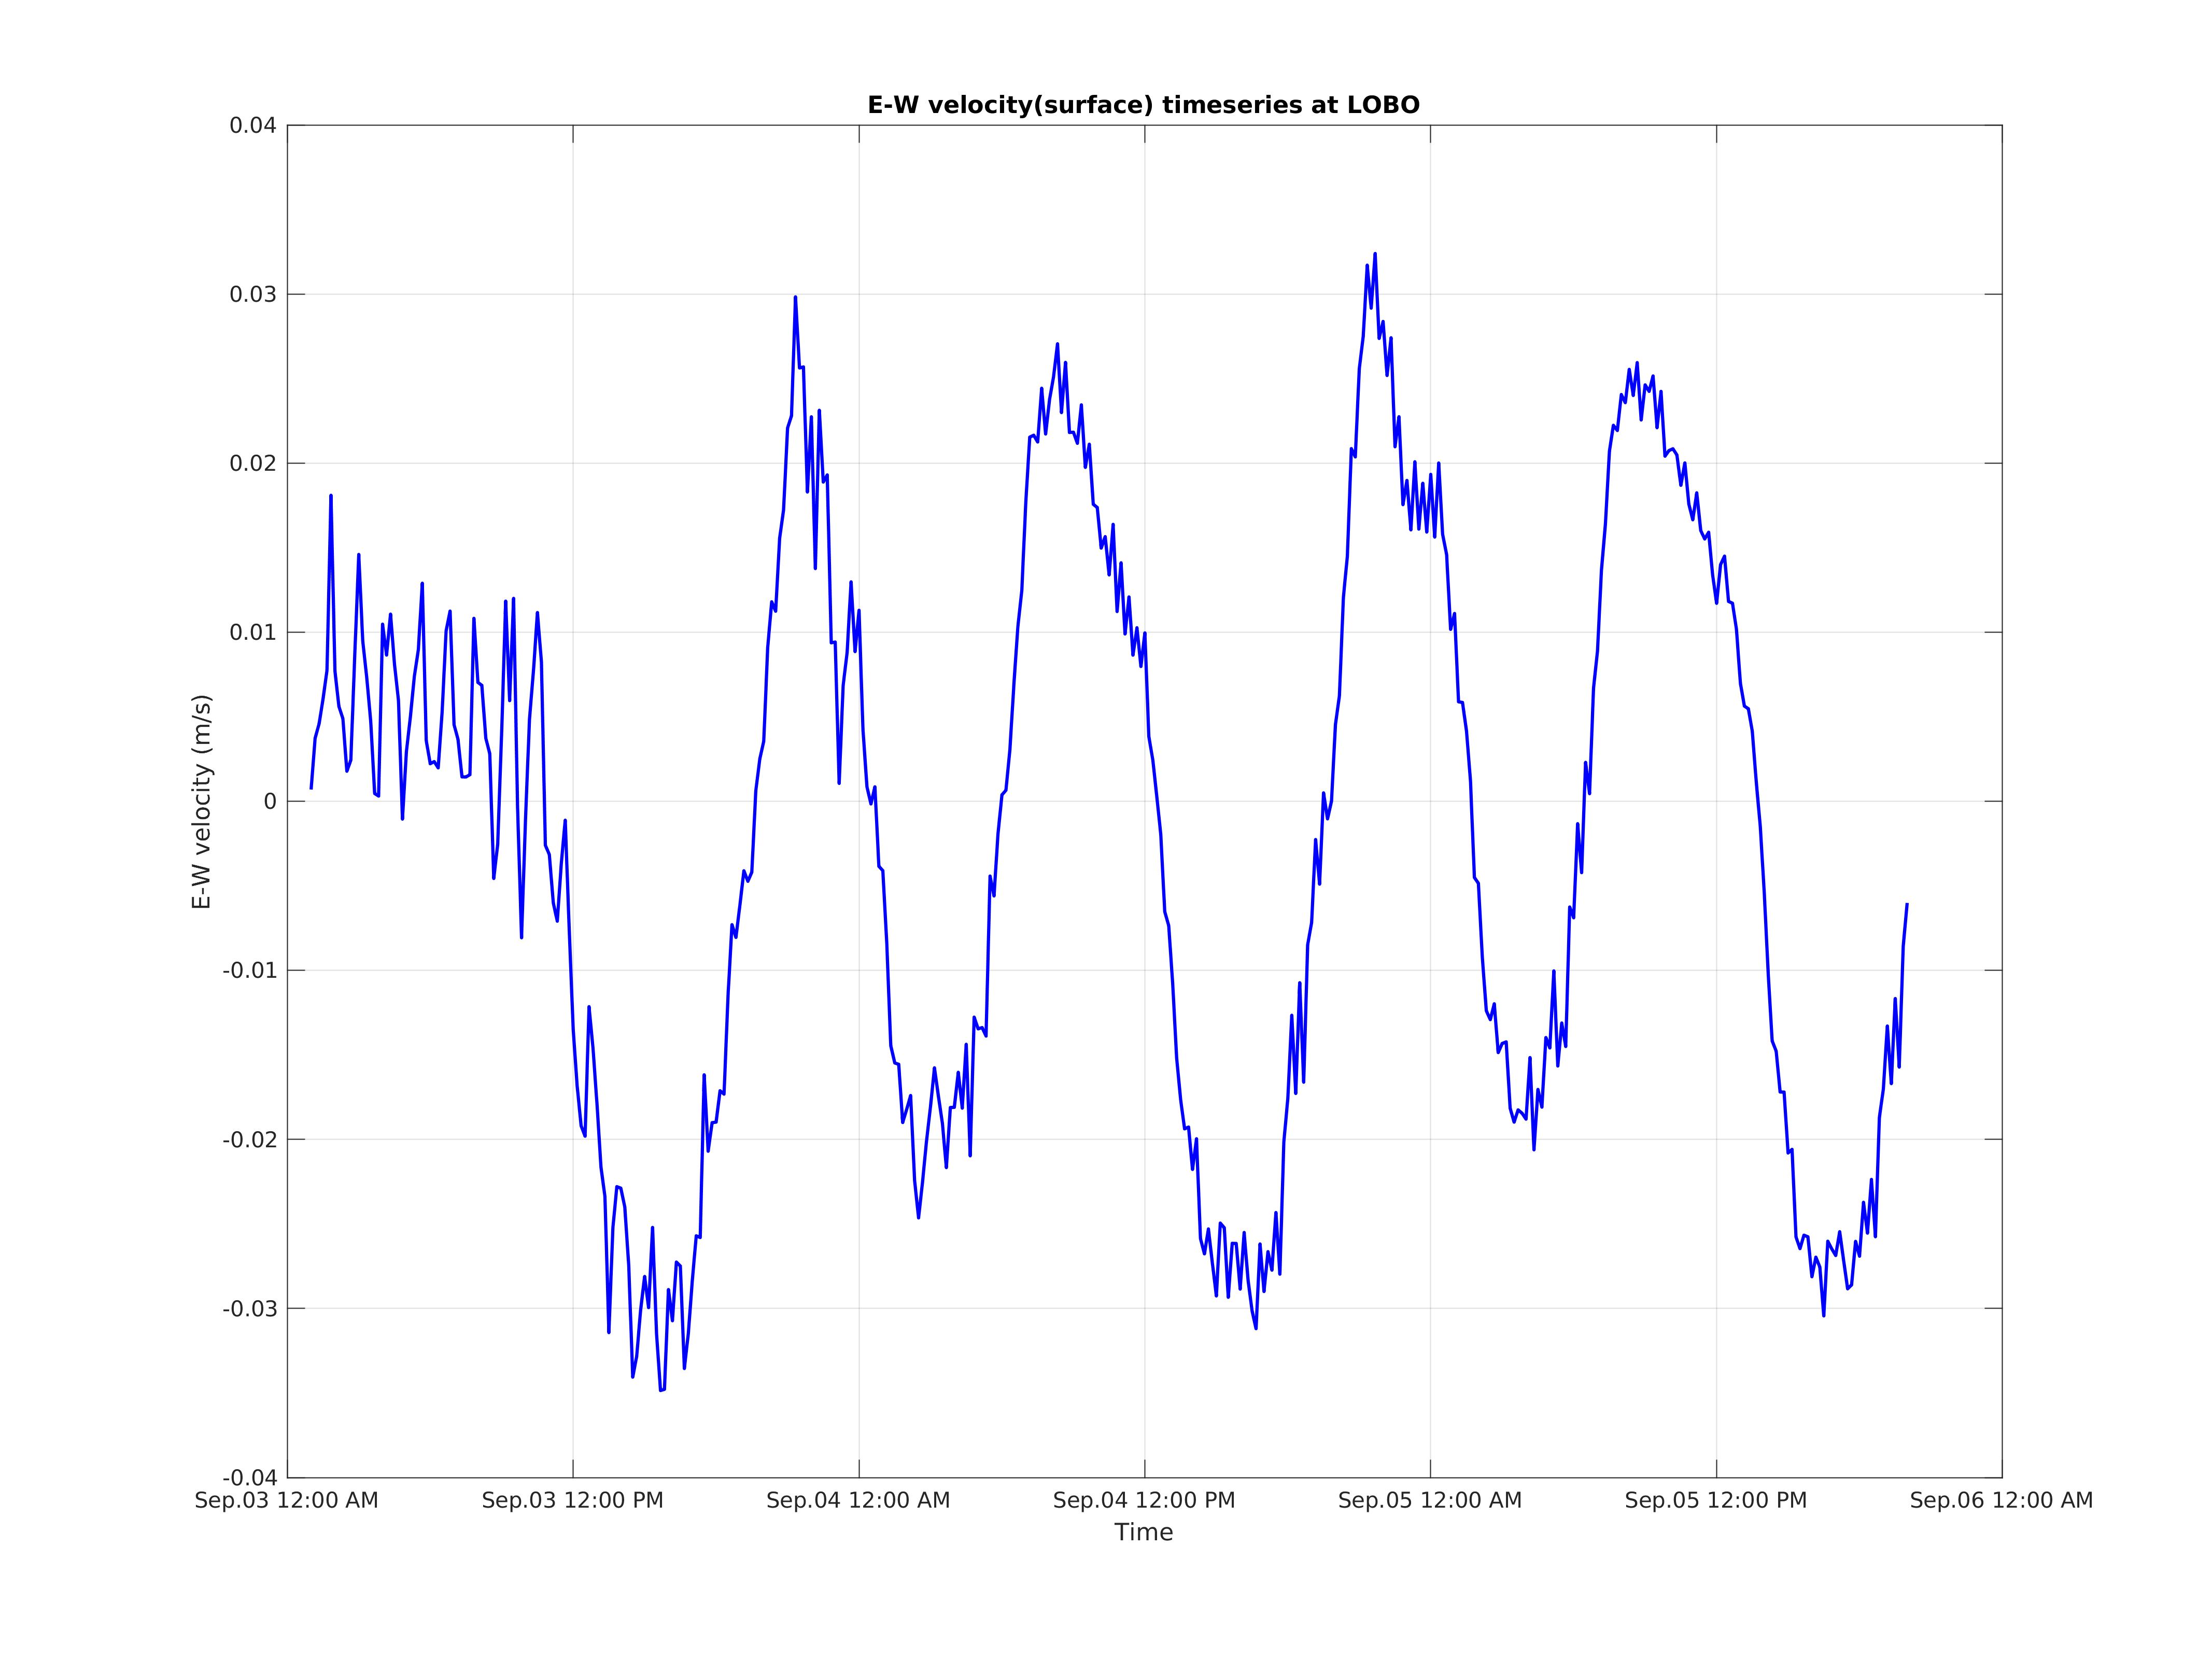 E-W velocity(surface) timeseries at LOBO
0.04
0.03
0.02
0.01
0
-0.01
-0.02
-0.03
-0.04
E-W velocity (m/s)
Sep.03 12:00 AM
Sep.03 12:00 PM
Sep.04 12:00 AM
Sep.04 12:00 PM
Sep.05 12:00 AM
Sep.05 12:00 PM
Sep.06 12:00 AM
Time